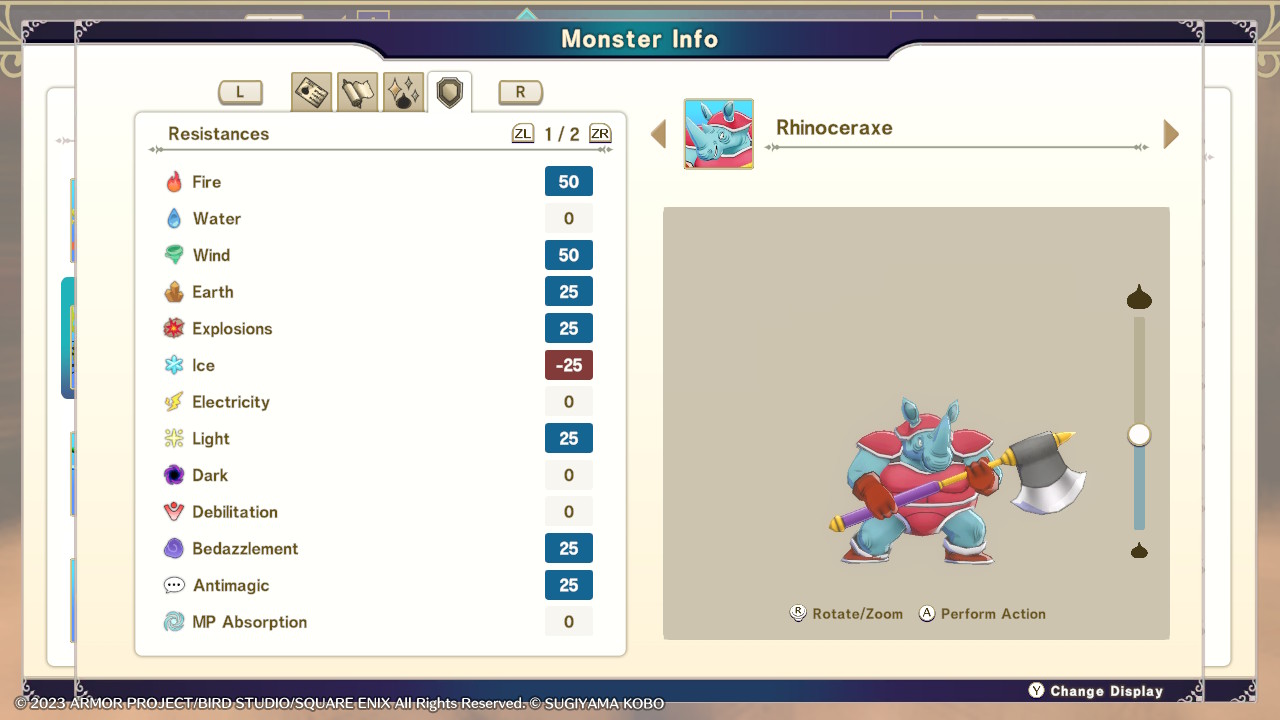 Monster Info
L
R
Resistances ZL 1 / 2 ZR
Rhinoceraxe
Fire 50
Water 0
Wind 50
Earth 25
Explosions 25
Ice -25
Electricity 0
Light 25
Dark 0
Debilitation 0
Bedazzlement 25
Antimagic 25
MP Absorption 0
R Rotate/Zoom A Perform Action
Y Change Display
© 2023 ARMOR PROJECT/BIRD STUDIO/SQUARE ENIX All Rights Reserved. © SUGIYAMA KOBO